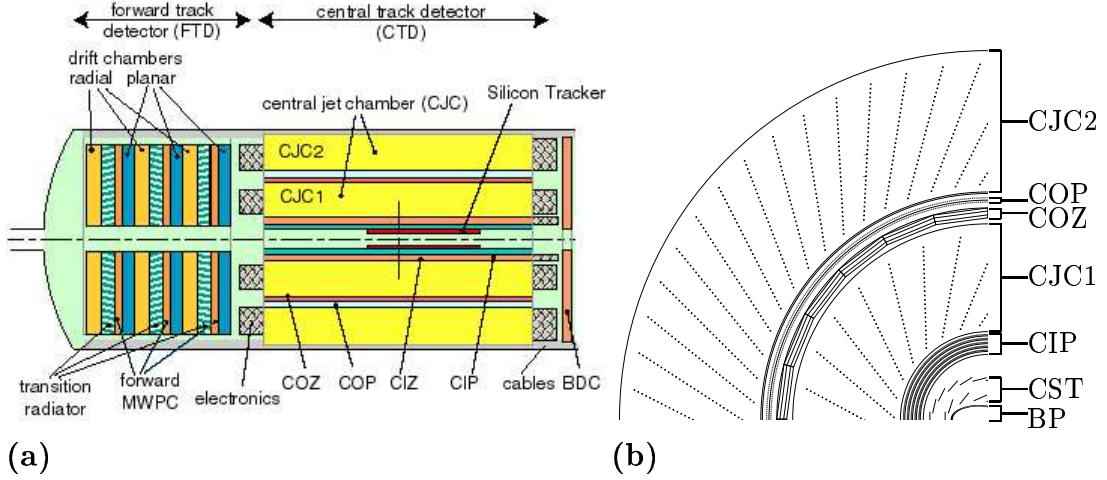 forward track
detector (FTD)
central track detector
(CTD)
drift chambers
radial planar
central jet chamber (CJC)
Silicon Tracker
CJC2
CJC1
transition
radiator
forward
MWPC
electronics
COZ
COP
CIZ
CIP
cables
BDC
(a)
CJC2
COP
COZ
CJC1
CIP
CST
BP
(b)